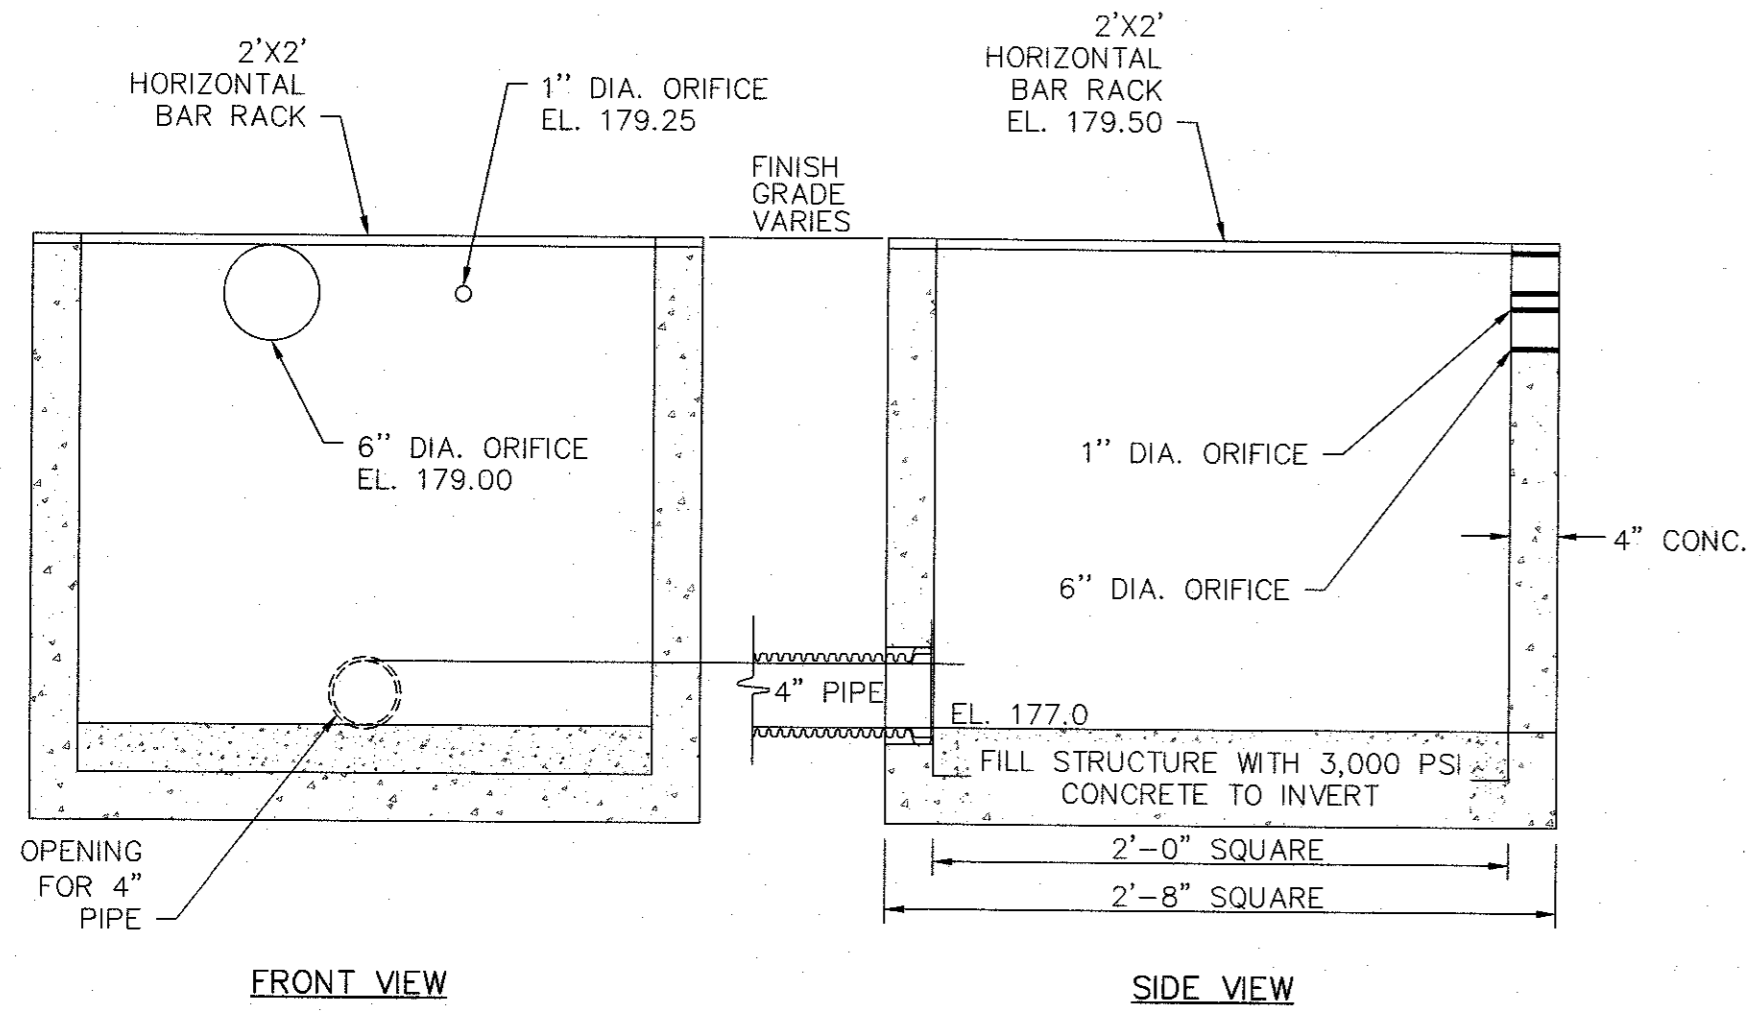 2'X2'
HORIZONTAL
BAR RACK
1" DIA. ORIFICE
EL. 179.25
2'X2'
HORIZONTAL
BAR RACK
EL. 179.50
FINISH
GRADE
VARIES
6" DIA. ORIFICE
EL. 179.00
1" DIA. ORIFICE
4" CONC.
6" DIA. ORIFICE
4" PIPE
EL. 177.0
FILL STRUCTURE WITH 3,000 PSI
CONCRETE TO INVERT
OPENING
FOR 4"
PIPE
2'-0" SQUARE
2'-8" SQUARE
FRONT VIEW
SIDE VIEW